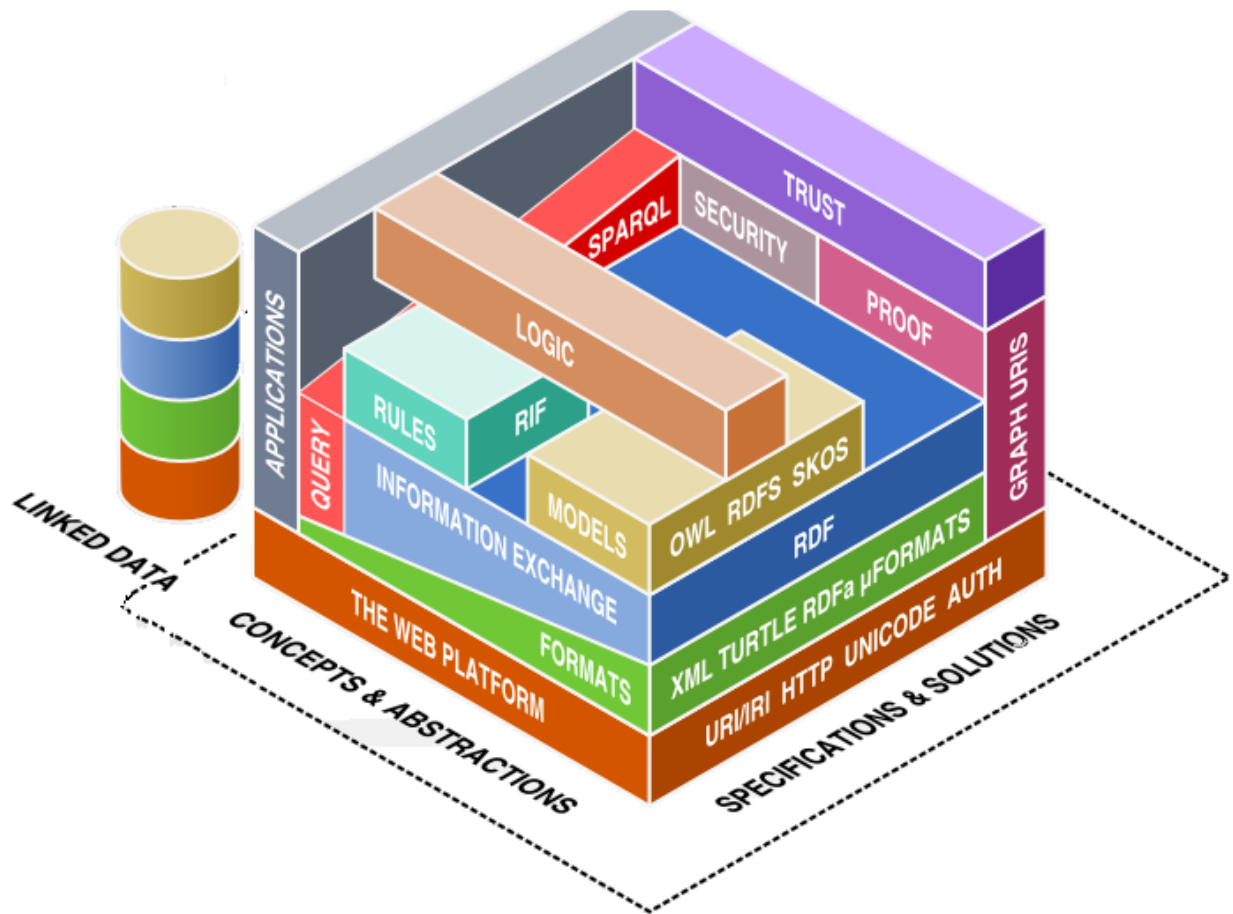 TRUST
SECURITY
PROOF
SPARQL
LOGIC
APPLICATIONS
QUERY
RULES
RIF
GRAPH URIS
INFORMATION EXCHANGE
MODELS
OWL RDFS SKOS
RDF
FORMATS
XML TURTLE RDFa µFORMATS
THE WEB PLATFORM
URI/IRI HTTP UNICODE AUTH
LINKED DATA
CONCEPTS & ABSTRACTIONS
SPECIFICATIONS & SOLUTIONS